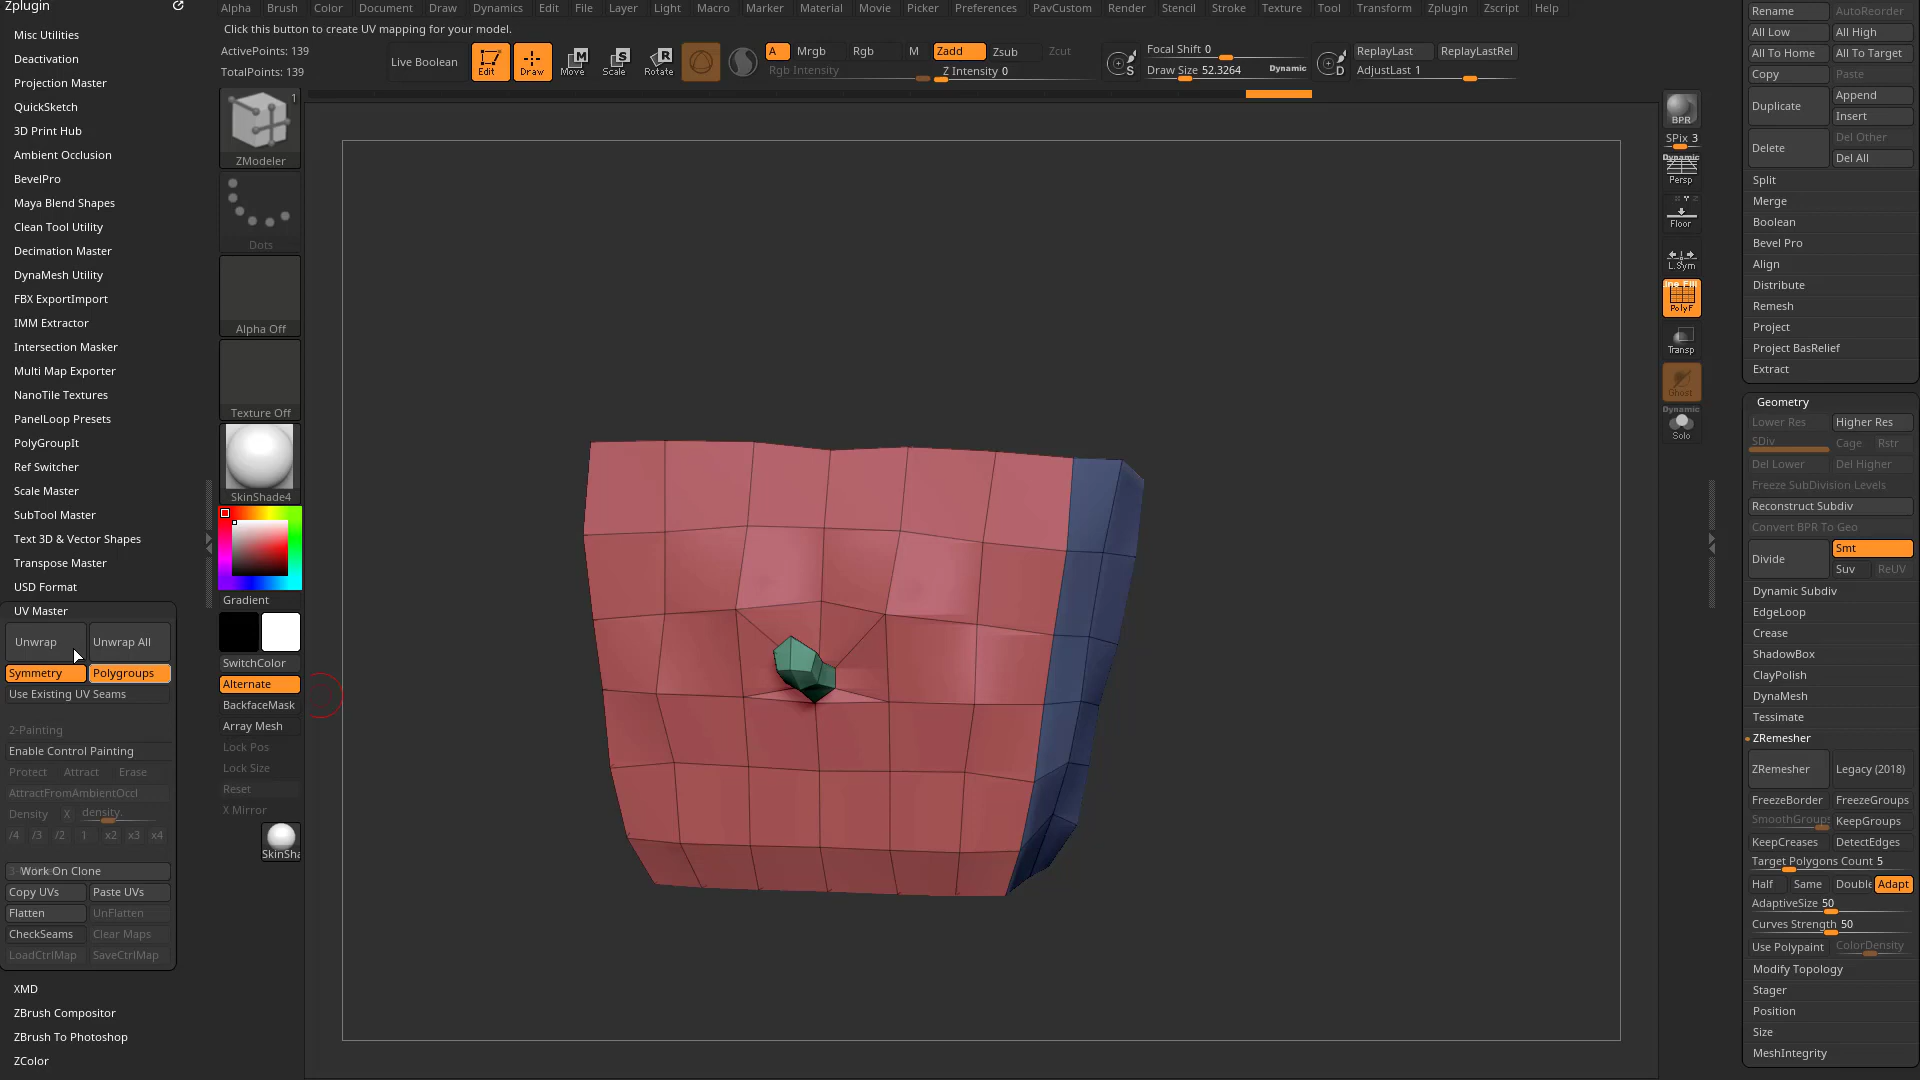 Zplugin
Misc Utilities
Deactivation
Projection Master
QuickSketch
3D Print Hub
Ambient Occlusion
BevelPro
Maya Blend Shapes
Clean Tool Utility
Decimation Master
DynaMesh Utility
FBX ExportImport
IMM Extractor
Intersection Masker
Multi Map Exporter
NanoTile Textures
PanelLoop Presets
PolyGroupIt
Ref Switcher
Scale Master
SubTool Master
Text 3D & Vector Shapes
Transpose Master
USD Format
UV Master
Unwrap Unwrap All
Symmetry Polygroups
Use Existing UV Seams
2-Painting
Enable Control Painting
Protect Attract Erase
AttractFromAmbientOccl
Density X density.
/4 /3 /2 1 x2 x3 x4
Work On Clone
Copy UVs Paste UVs
Flatten UnFlatten
CheckSeams Clear Maps
LoadCtrlMap SaveCtrlMap
XMD
ZBrush Compositor
ZBrush To Photoshop
ZColor
Alpha Brush Color Document Draw Dynamics Edit File Layer Light Macro Marker Material Movie Picker Preferences PavCustom Render Stencil Stroke Texture Tool Transform Zplugin Zscript Help
Click this button to create UV mapping for your model.
ActivePoints: 139
TotalPoints: 139
Live Boolean
Edit Draw Move Scale Rotate
A Mrgb Rgb M Zadd Zsub Zcut
Rgb Intensity Z Intensity 0
S
Focal Shift 0
Draw Size 52.3264 Dynamic
D
ReplayLast ReplayLastRel
AdjustLast 1
1
ZModeler
Dots
Alpha Off
Texture Off
SkinShade4
Gradient
SwitchColor
Alternate
BackfaceMask
Array Mesh
Lock Pos
Lock Size
Reset
X Mirror
SkinSha
BPR
SPix 3
Dynamic
Persp
Floor
L.Sym
Line Fill
PolyF
Transp
Ghost
Dynamic
Solo
Rename AutoReorder
All Low All High
All To Home All To Target
Copy Paste
Duplicate Append
Insert
Delete Del Other
Del All
Split
Merge
Boolean
Bevel Pro
Align
Distribute
Remesh
Project
Project BasRelief
Extract
Geometry
Lower Res Higher Res
SDiv Cage Rstr
Del Lower Del Higher
Freeze SubDivision Levels
Reconstruct Subdiv
Convert BPR To Geo
Divide Smt
Suv ReUV
Dynamic Subdiv
EdgeLoop
Crease
ShadowBox
ClayPolish
DynaMesh
Tessimate
ZRemesher
ZRemesher Legacy (2018)
FreezeBorder FreezeGroups
SmoothGroups KeepGroups
KeepCreases DetectEdges
Target Polygons Count 5
Half Same Double Adapt
AdaptiveSize 50
Curves Strength 50
Use Polypaint ColorDensity
Modify Topology
Stager
Position
Size
MeshIntegrity